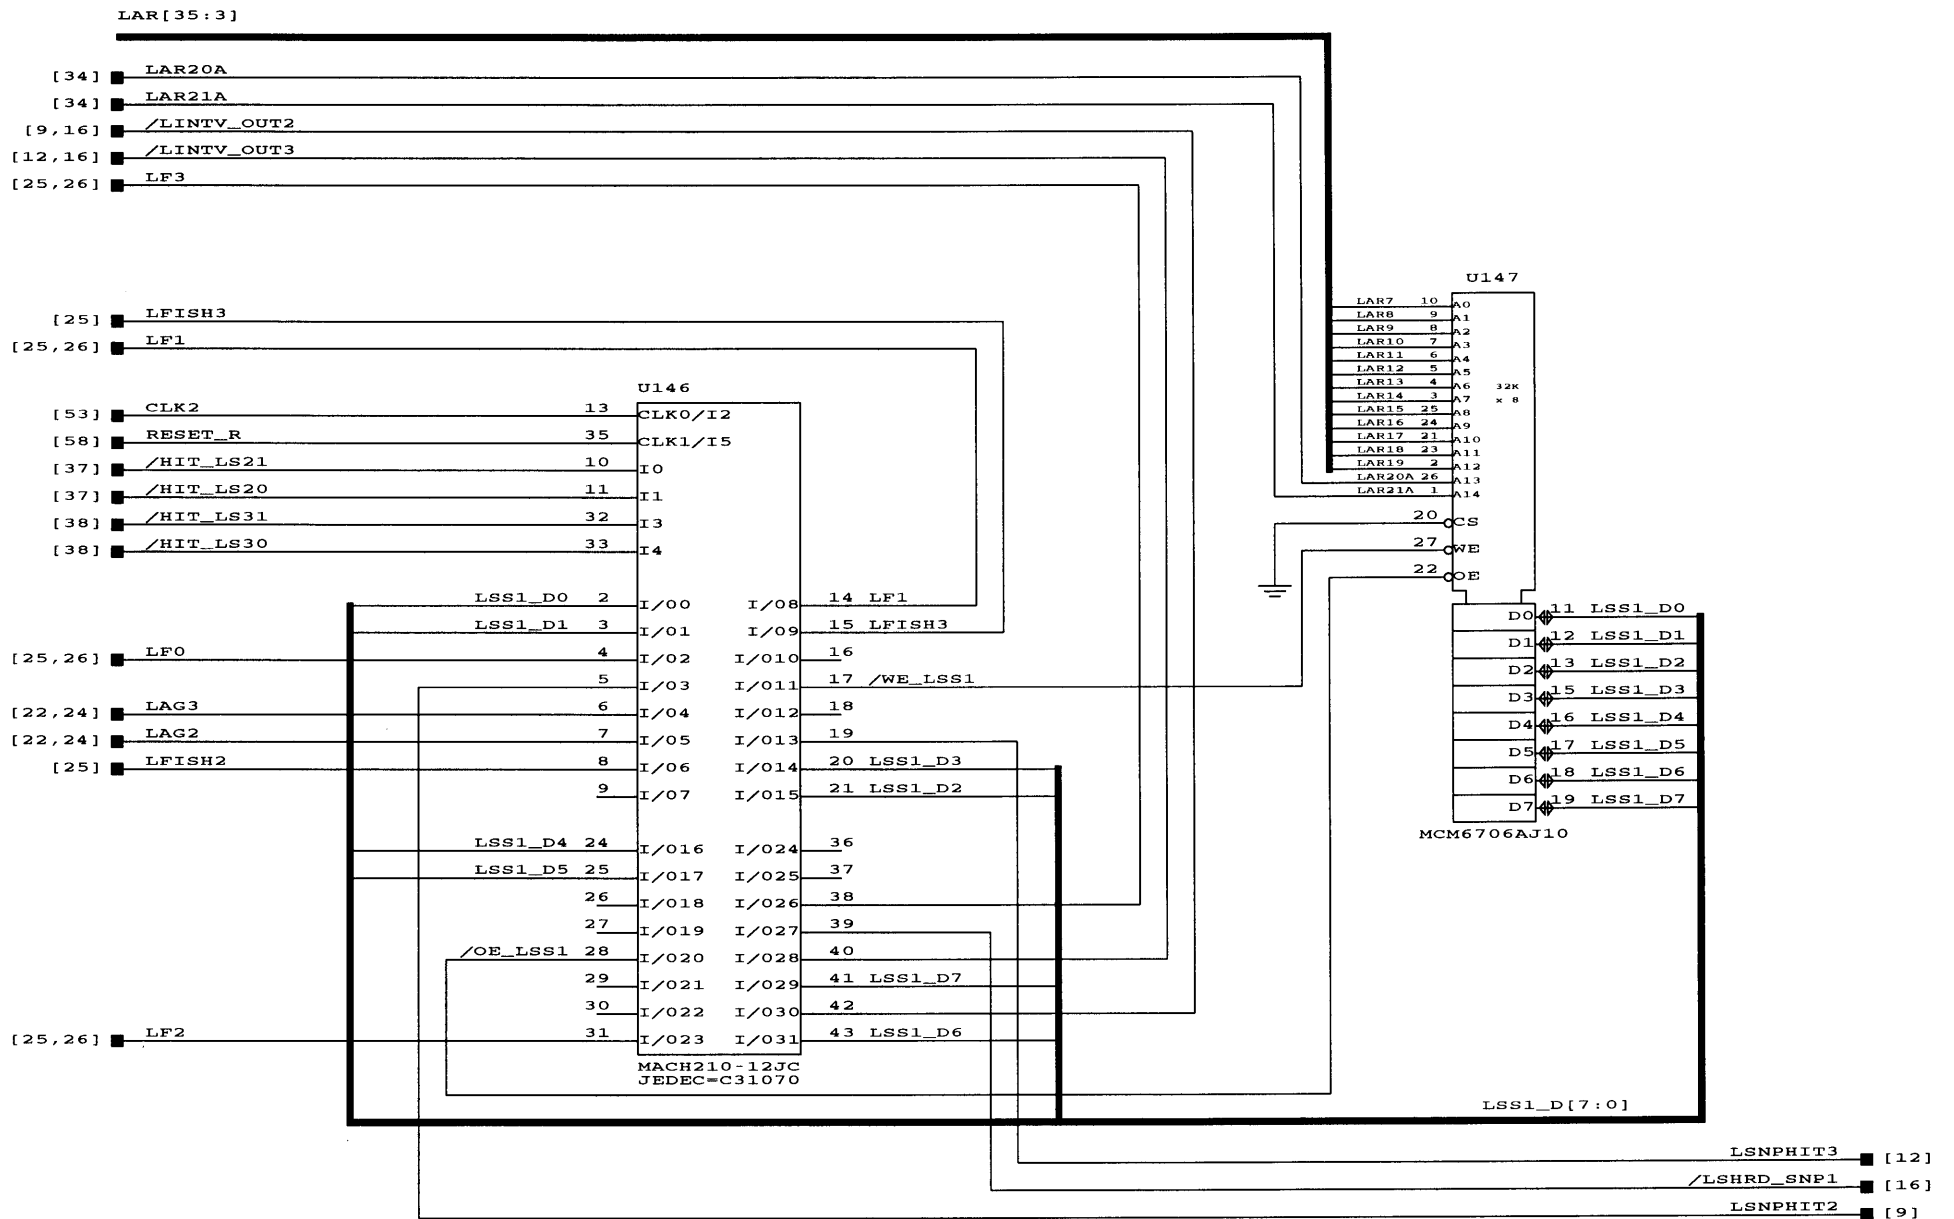 LAR[35:3]
[34] LAR20A
[34] LAR21A
[9,16] /LINTV_OUT2
[12,16] /LINTV_OUT3
[25,26] LF3
[25] LFISH3
[25,26] LF1
U146
[53] CLK2 13 CLK0/I2
[58] RESET_R 35 CLK1/I5
[37] /HIT_LS21 10 I0
[37] /HIT_LS20 11 I1
[38] /HIT_LS31 32 I3
[38] /HIT_LS30 33 I4
LSS1_D0 2 I/O0 I/O8 14 LF1
LSS1_D1 3 I/O1 I/O9 15 LFISH3
[25,26] LF0 4 I/O2 I/O10 16
5 I/O3 I/O11 17 /WE_LSS1
[22,24] LAG3 6 I/O4 I/O12 18
[22,24] LAG2 7 I/O5 I/O13 19
[25] LFISH2 8 I/O6 I/O14 20 LSS1_D3
9 I/O7 I/O15 21 LSS1_D2
LSS1_D4 24 I/O16 I/O24 36
LSS1_D5 25 I/O17 I/O25 37
26 I/O18 I/O26 38
27 I/O19 I/O27 39
/OE_LSS1 28 I/O20 I/O28 40
29 I/O21 I/O29 41 LSS1_D7
30 I/O22 I/O30 42
[25,26] LF2 31 I/O23 I/O31 43 LSS1_D6
MACH210-12JC
JEDEC=C31070
U147
LAR7 10 A0
LAR8 9 A1
LAR9 8 A2
LAR10 7 A3
LAR11 6 A4
LAR12 5 A5
LAR13 4 A6 32K
LAR14 3 A7 x 8
LAR15 25 A8
LAR16 24 A9
LAR17 21 A10
LAR18 23 A11
LAR19 2 A12
LAR20A 26 A13
LAR21A 1 A14
20 CS
27 WE
22 OE
D0 11 LSS1_D0
D1 12 LSS1_D1
D2 13 LSS1_D2
D3 15 LSS1_D3
D4 16 LSS1_D4
D5 17 LSS1_D5
D6 18 LSS1_D6
D7 19 LSS1_D7
MCM6706AJ10
LSS1_D[7:0]
LSNPHIT3 [12]
/LSHRD_SNP1 [16]
LSNPHIT2 [9]